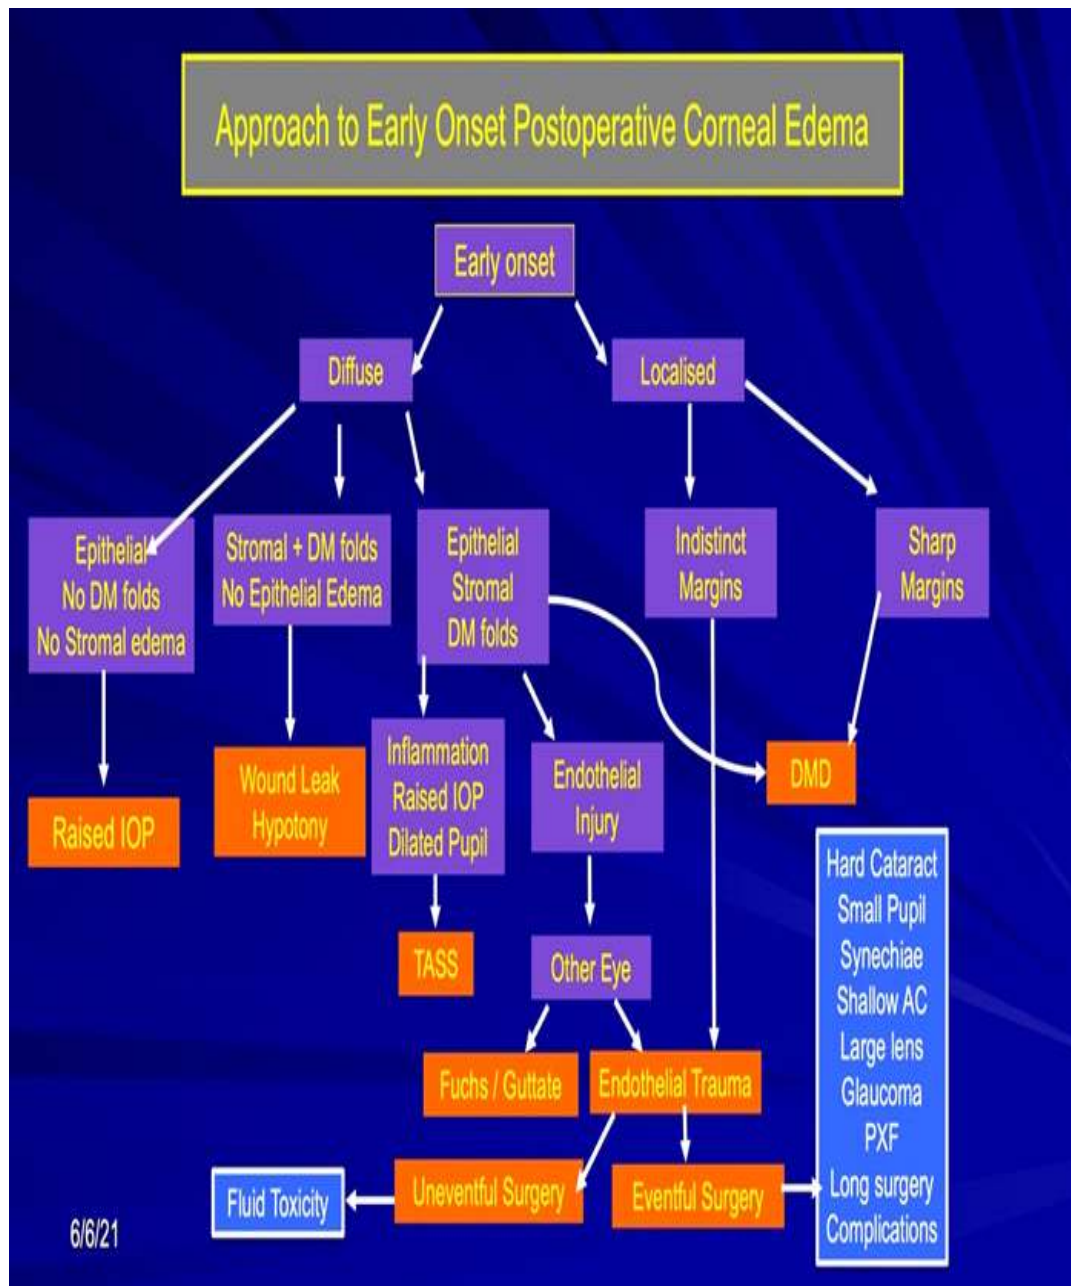 Approach to Early Onset Postoperative Corneal Edema
Early onset
Diffuse
Localised
Epithelial
No DM folds
No Stromal edema
Stromal + DM folds
No Epithelial Edema
Epithelial
Stromal
DM folds
Indistinct
Margins
Sharp
Margins
Raised IOP
Wound Leak
Hypotony
Inflammation
Raised IOP
Dilated Pupil
Endothelial
Injury
DMD
TASS
Other Eye
Fuchs / Guttate
Endothelial Trauma
Uneventful Surgery
Eventful Surgery
Fluid Toxicity
Hard Cataract
Small Pupil
Synechiae
Shallow AC
Large lens
Glaucoma
PXF
Long surgery
Complications
6/6/21